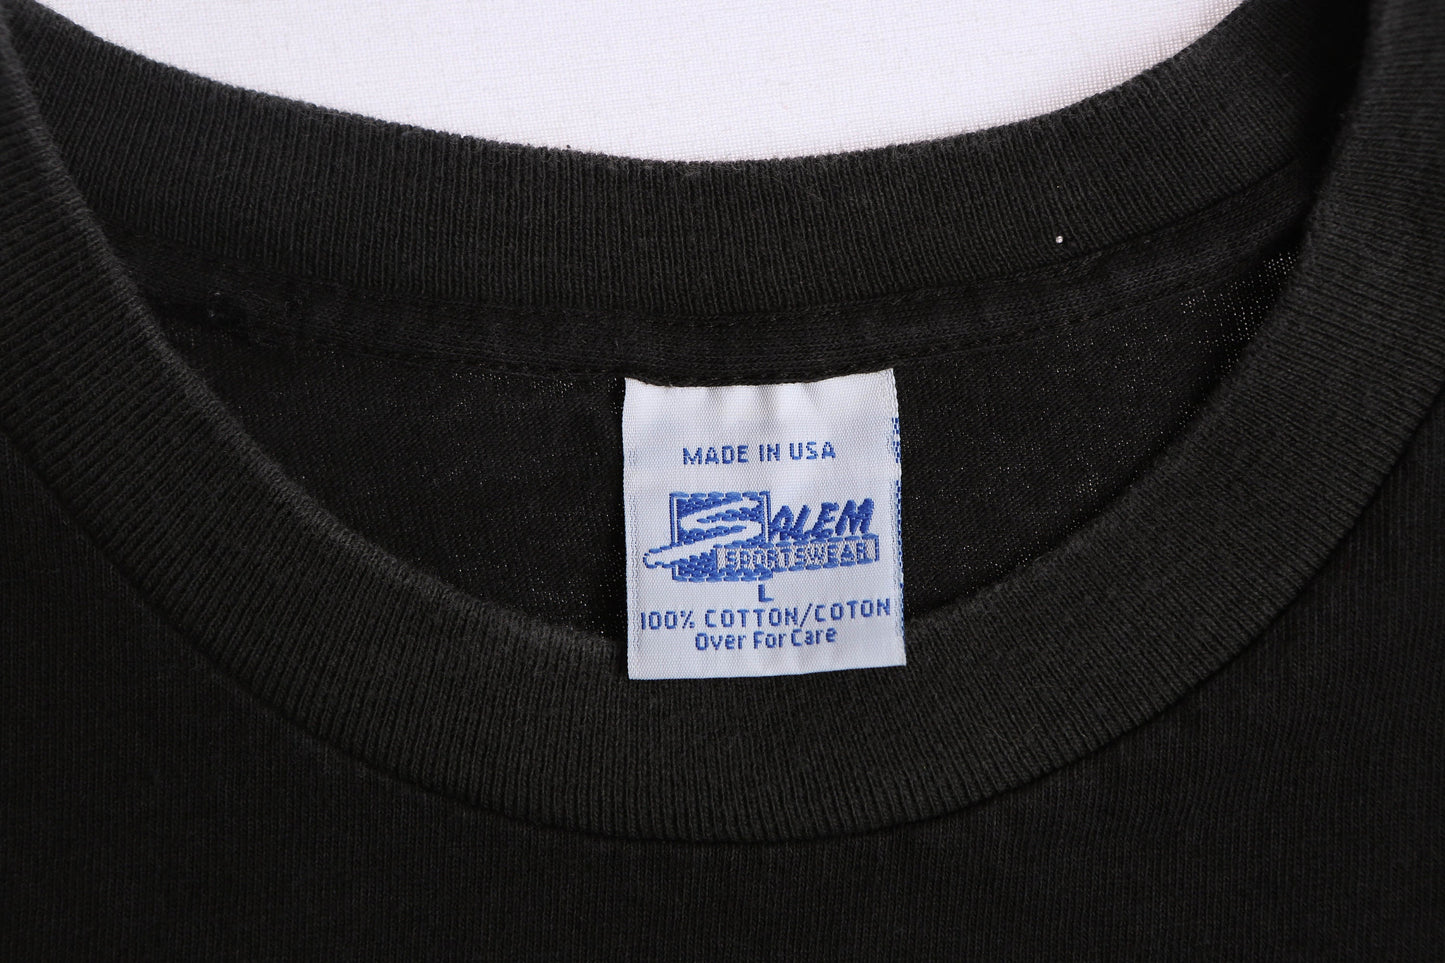 MADE IN USA
SALEM
SPORTSWEAR
L
100% COTTON/COTON
Over For Care